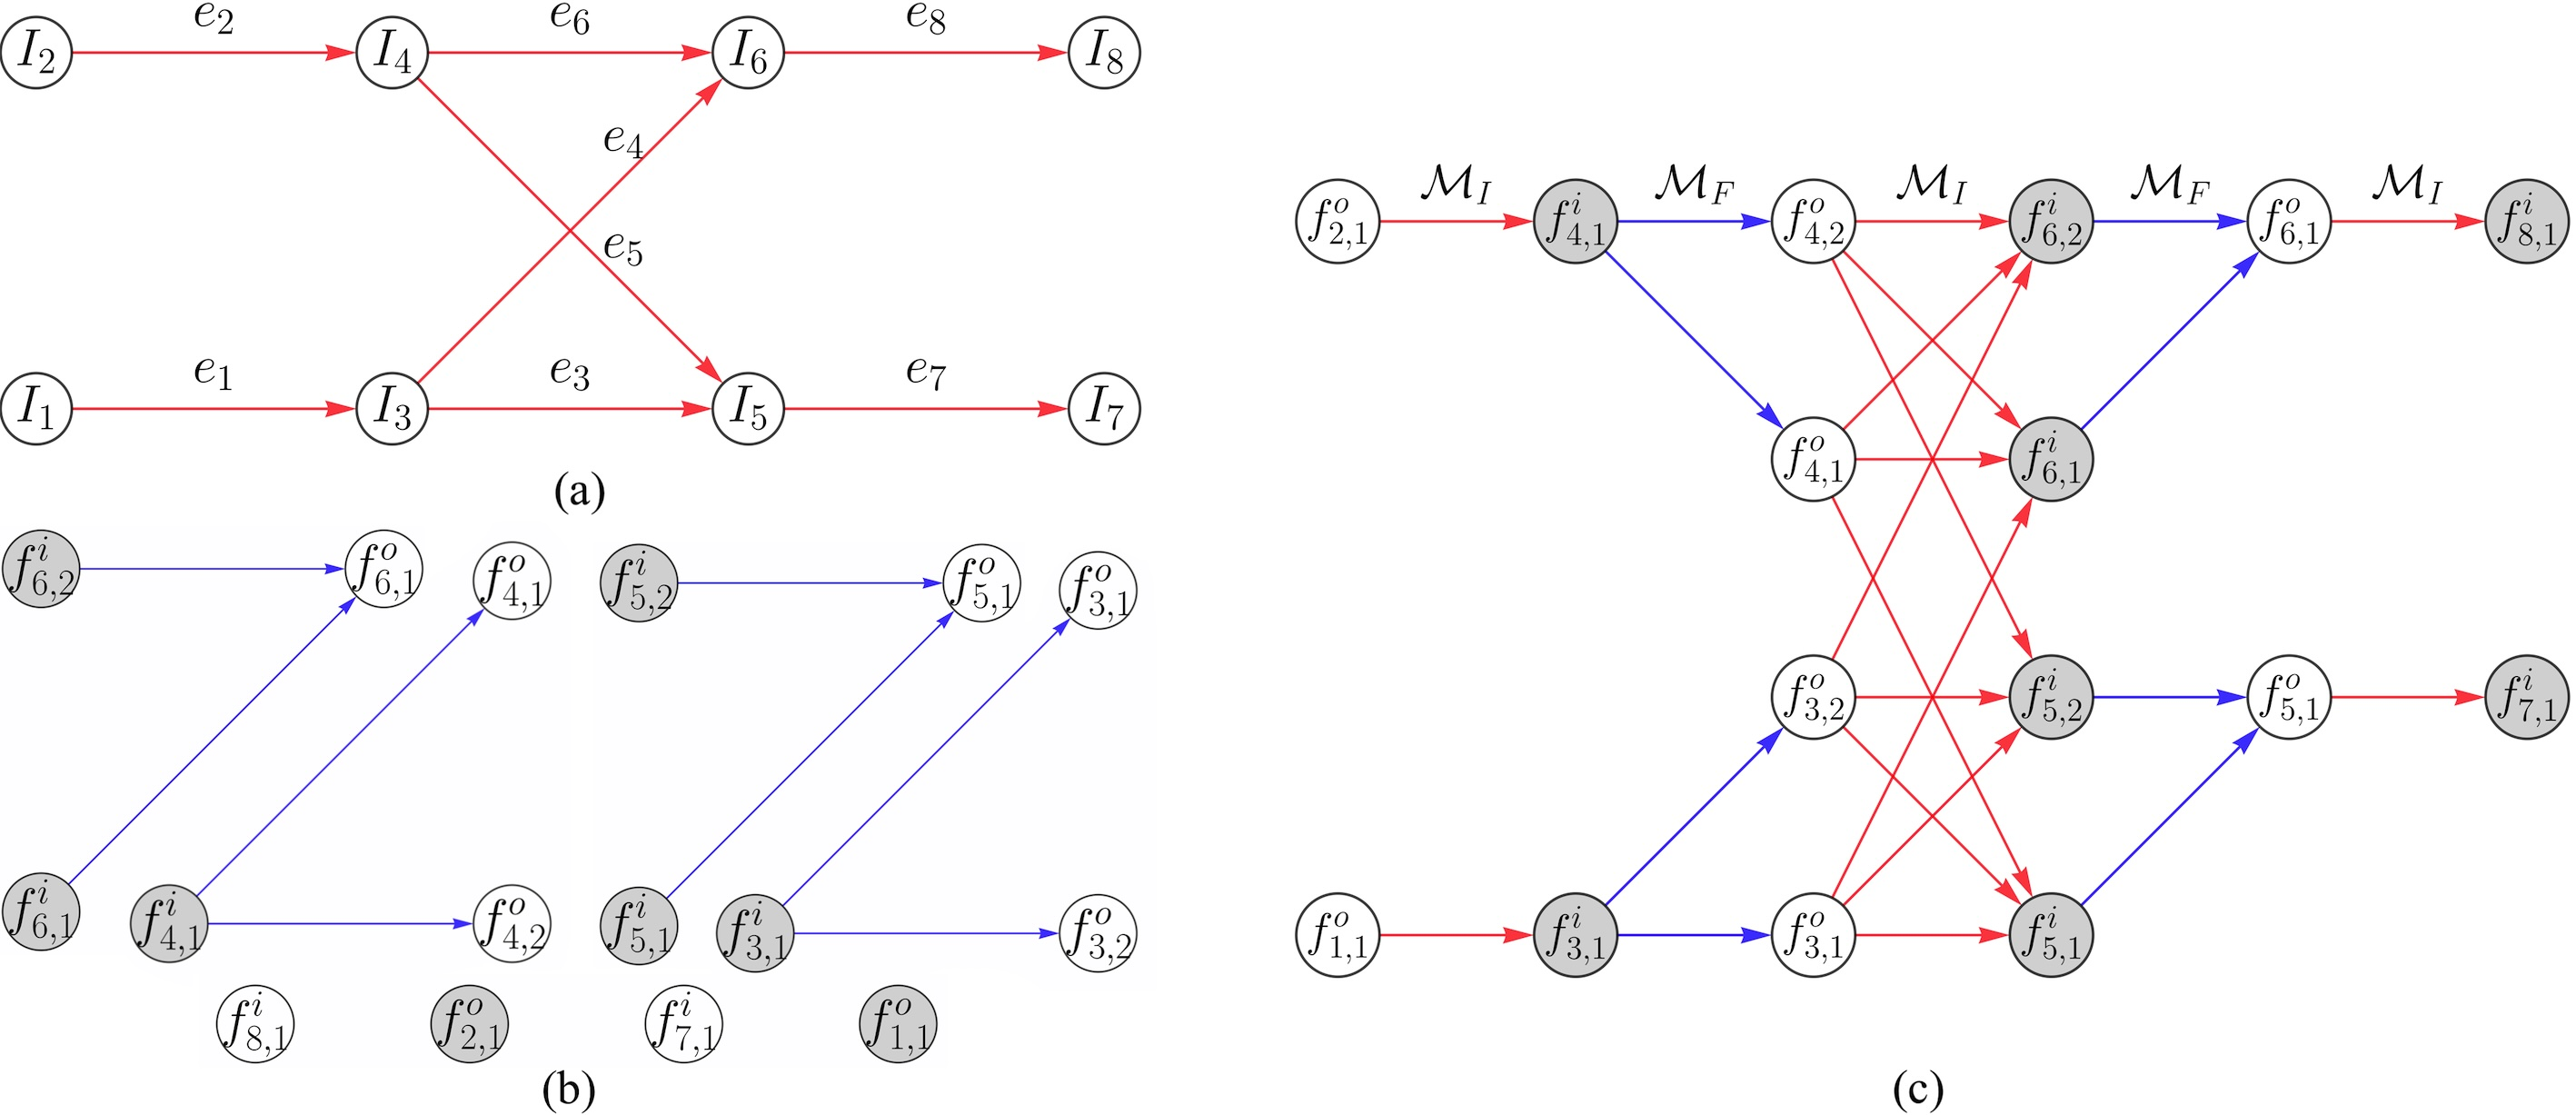 e₂ e₆ e₈
I₂ I₄ I₆ I₈
e₄
e₅
e₁ e₃ e₇
I₁ I₃ I₅ I₇
(a)
f^i_{6,2} f^o_{6,1} f^o_{4,1} f^i_{5,2} f^o_{5,1} f^o_{3,1}
f^i_{6,1} f^i_{4,1} f^o_{4,2} f^i_{5,1} f^i_{3,1} f^o_{3,2}
f^i_{8,1} f^o_{2,1} f^i_{7,1} f^o_{1,1}
(b)
ℳ_I ℳ_F ℳ_I ℳ_F ℳ_I
f^o_{2,1} f^i_{4,1} f^o_{4,2} f^i_{6,2} f^o_{6,1} f^i_{8,1}
f^o_{4,1} f^i_{6,1}
f^o_{3,2} f^i_{5,2} f^o_{5,1} f^i_{7,1}
f^o_{1,1} f^i_{3,1} f^o_{3,1} f^i_{5,1}
(c)